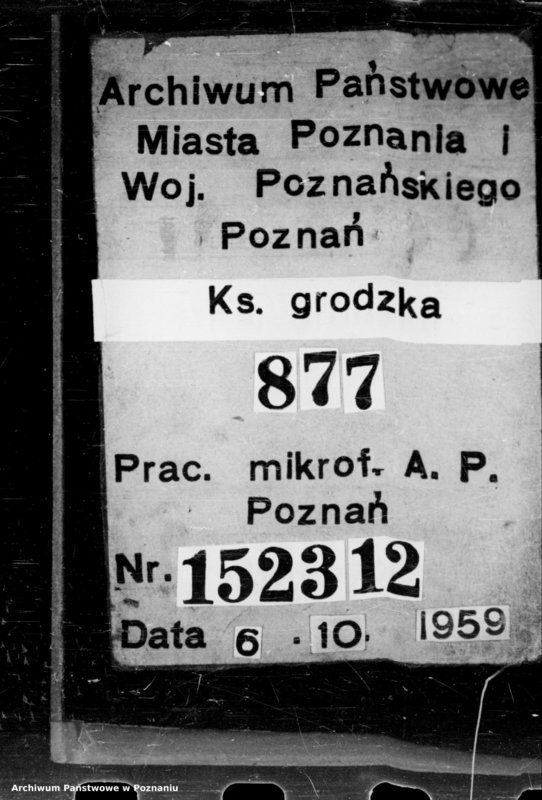 Archiwum Państwowe
Miasta Poznania i
Woj. Poznańskiego
Poznań
Ks. grodzka
877
Prac. mikrof. A. P.
Poznań
Nr. 152312
Data 6 . 10. 1959
Archiwum Państwowe w Poznaniu